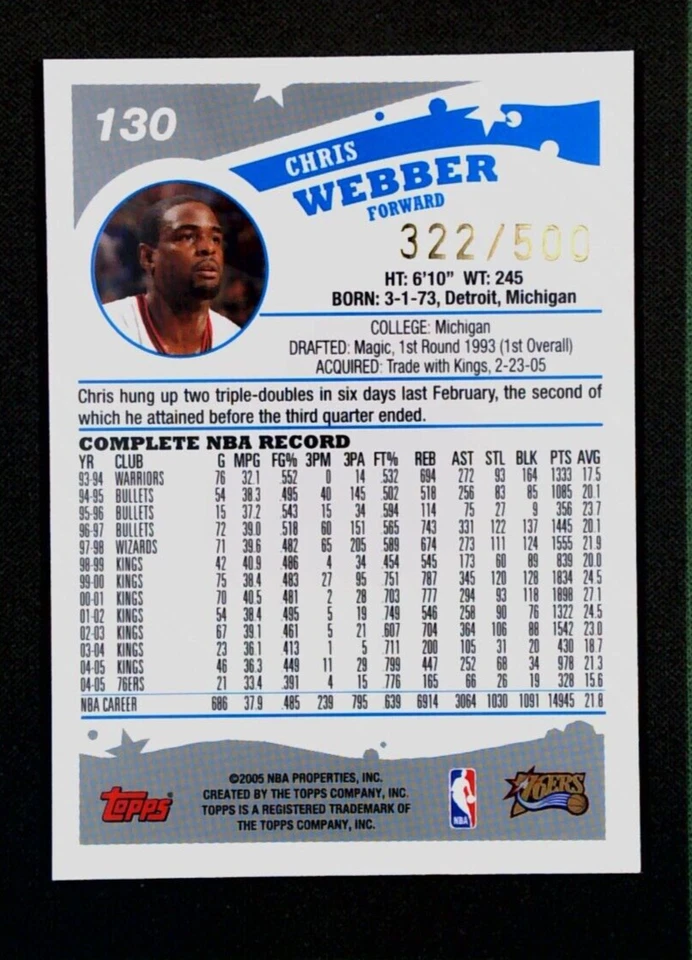 130
CHRIS
WEBBER
FORWARD
322/500
HT: 6'10" WT: 245
BORN: 3-1-73, Detroit, Michigan
COLLEGE: Michigan
DRAFTED: Magic, 1st Round 1993 (1st Overall)
ACQUIRED: Trade with Kings, 2-23-05
Chris hung up two triple-doubles in six days last February, the second of
which he attained before the third quarter ended.
COMPLETE NBA RECORD
YR CLUB G MPG FG% 3PM 3PA FT% REB AST STL BLK PTS AVG
93-94 WARRIORS 76 32.1 .552 0 14 .532 694 272 93 164 1333 17.5
94-95 BULLETS 54 38.3 .495 40 145 .502 518 256 83 85 1085 20.1
95-96 BULLETS 15 37.2 .543 15 34 .594 114 75 27 9 356 23.7
96-97 BULLETS 72 39.0 .518 60 151 .565 743 331 122 137 1445 20.1
97-98 WIZARDS 71 39.6 .482 65 205 .589 674 273 111 124 1555 21.9
98-99 KINGS 42 40.9 .486 4 34 .454 545 173 60 89 839 20.0
99-00 KINGS 75 38.4 .483 27 95 .751 787 345 120 128 1834 24.5
00-01 KINGS 70 40.5 .481 2 28 .703 777 294 93 118 1898 27.1
01-02 KINGS 54 38.4 .495 5 19 .749 546 258 90 76 1322 24.5
02-03 KINGS 67 39.1 .461 5 21 .607 704 364 106 88 1542 23.0
03-04 KINGS 23 36.1 .413 1 5 .711 200 105 31 20 430 18.7
04-05 KINGS 46 36.3 .449 11 29 .799 447 252 68 34 978 21.3
04-05 76ERS 21 33.4 .391 4 15 .776 165 66 26 19 328 15.6
NBA CAREER 686 37.9 .485 239 795 .639 6914 3064 1030 1091 14945 21.8
©2005 NBA PROPERTIES, INC.
CREATED BY THE TOPPS COMPANY, INC.
TOPPS IS A REGISTERED TRADEMARK OF
THE TOPPS COMPANY, INC.
topps
NBA
76ERS